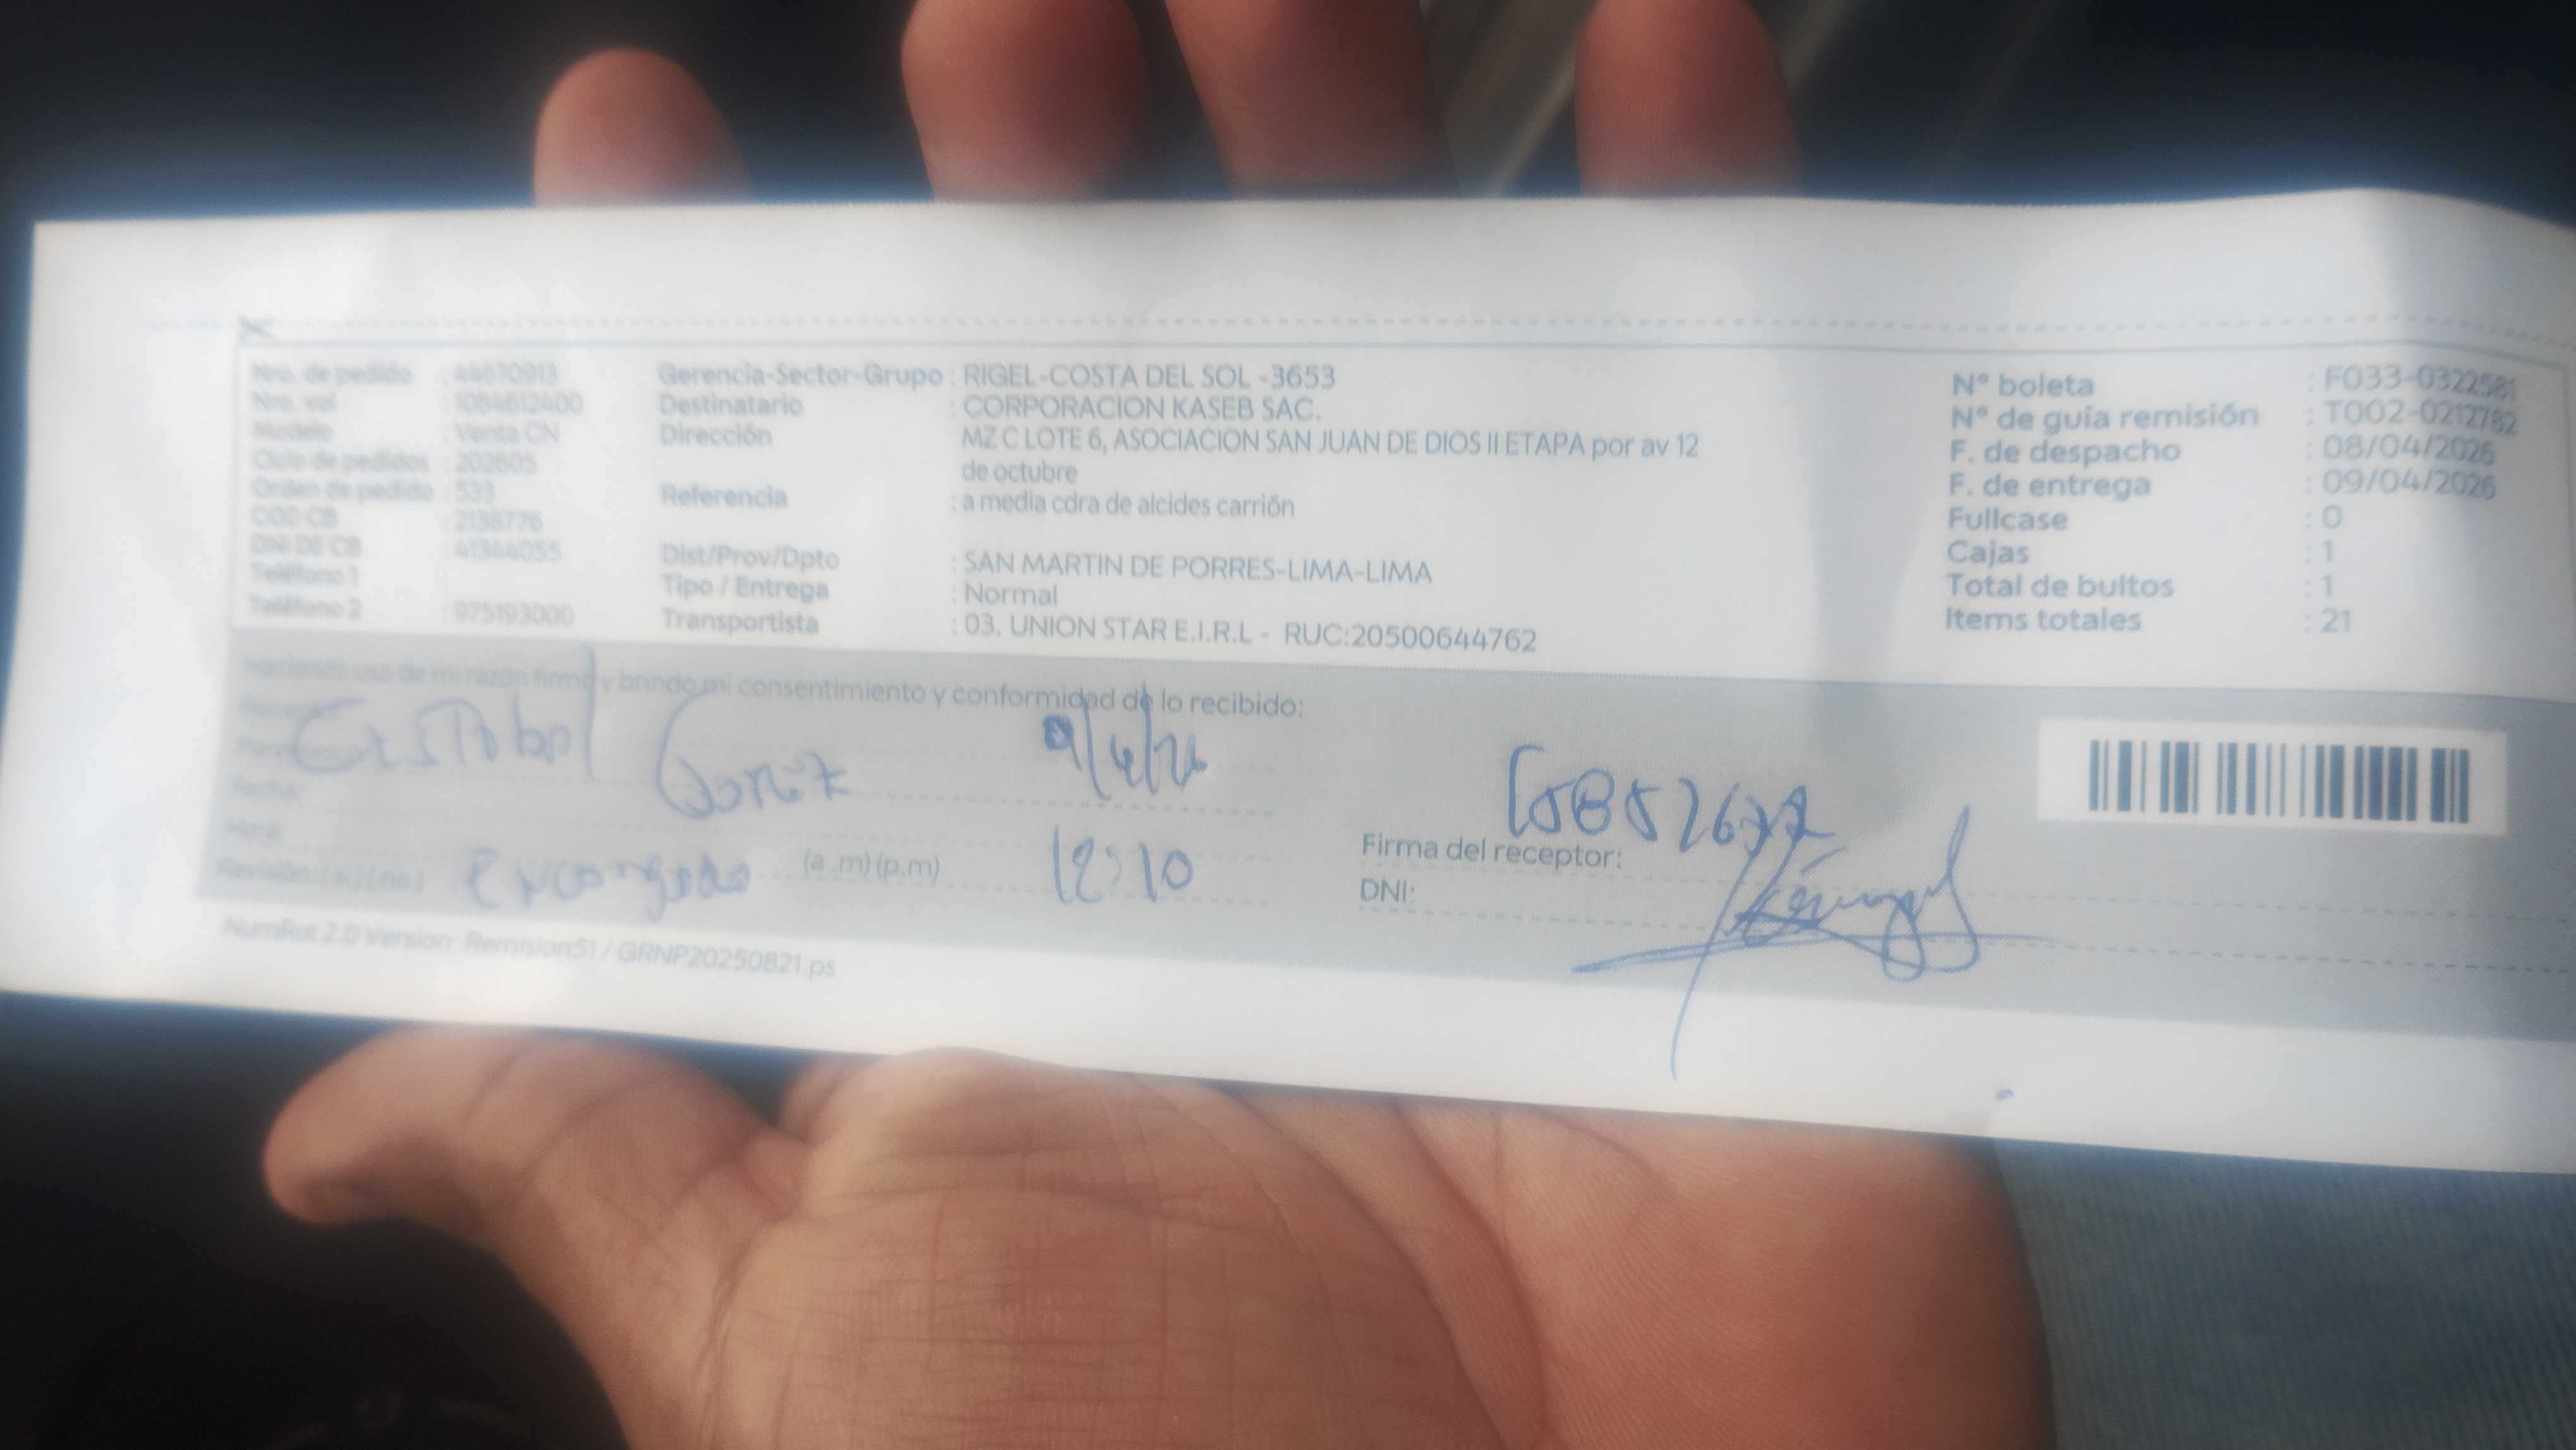 Nro. de pedido : 44670913
Nro. vol : 1084612400
Modelo : Venta CN
Ciclo de pedidos : 202605
Orden de pedido : 533
COD CB : 2138776
DNI DE CB : 41344055
Teléfono 1 :
Teléfono 2 : 975193000
Gerencia-Sector-Grupo : RIGEL-COSTA DEL SOL -3653
Destinatario : CORPORACION KASEB SAC.
Dirección MZ C LOTE 6, ASOCIACION SAN JUAN DE DIOS II ETAPA por av 12
de octubre
Referencia : a media cdra de alcides carrión
Dist/Prov/Dpto : SAN MARTIN DE PORRES-LIMA-LIMA
Tipo / Entrega : Normal
Transportista : 03. UNION STAR E.I.R.L - RUC:20500644762
N° boleta : F033-0322581
N° de guía remisión : T002-0212782
F. de despacho : 08/04/2026
F. de entrega : 09/04/2026
Fullcase : 0
Cajas : 1
Total de bultos : 1
Items totales : 21
Haciendo uso de mi razón firmo y brindo mi consentimiento y conformidad de lo recibido:
9/4/26
Fecha:
Hora:
Revisión: (si) (no) Encargado (a.m) (p.m) 12:10
Firma del receptor:
DNI:
NumRot 2.0 Version: Remision51 / GRNP20250821.ps